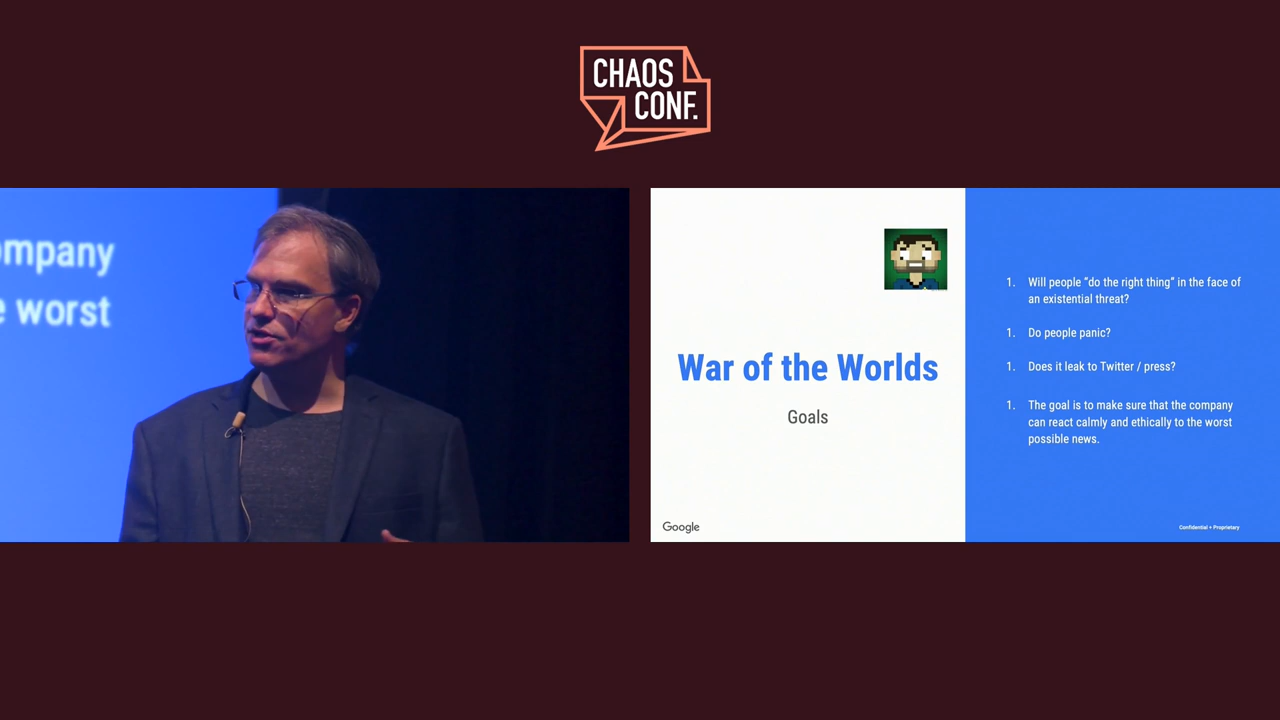 CHAOS
CONF.
ompany
e worst
War of the Worlds
Goals
Google
1. Will people “do the right thing” in the face of
an existential threat?
1. Do people panic?
1. Does it leak to Twitter / press?
1. The goal is to make sure that the company
can react calmly and ethically to the worst
possible news.
Confidential + Proprietary